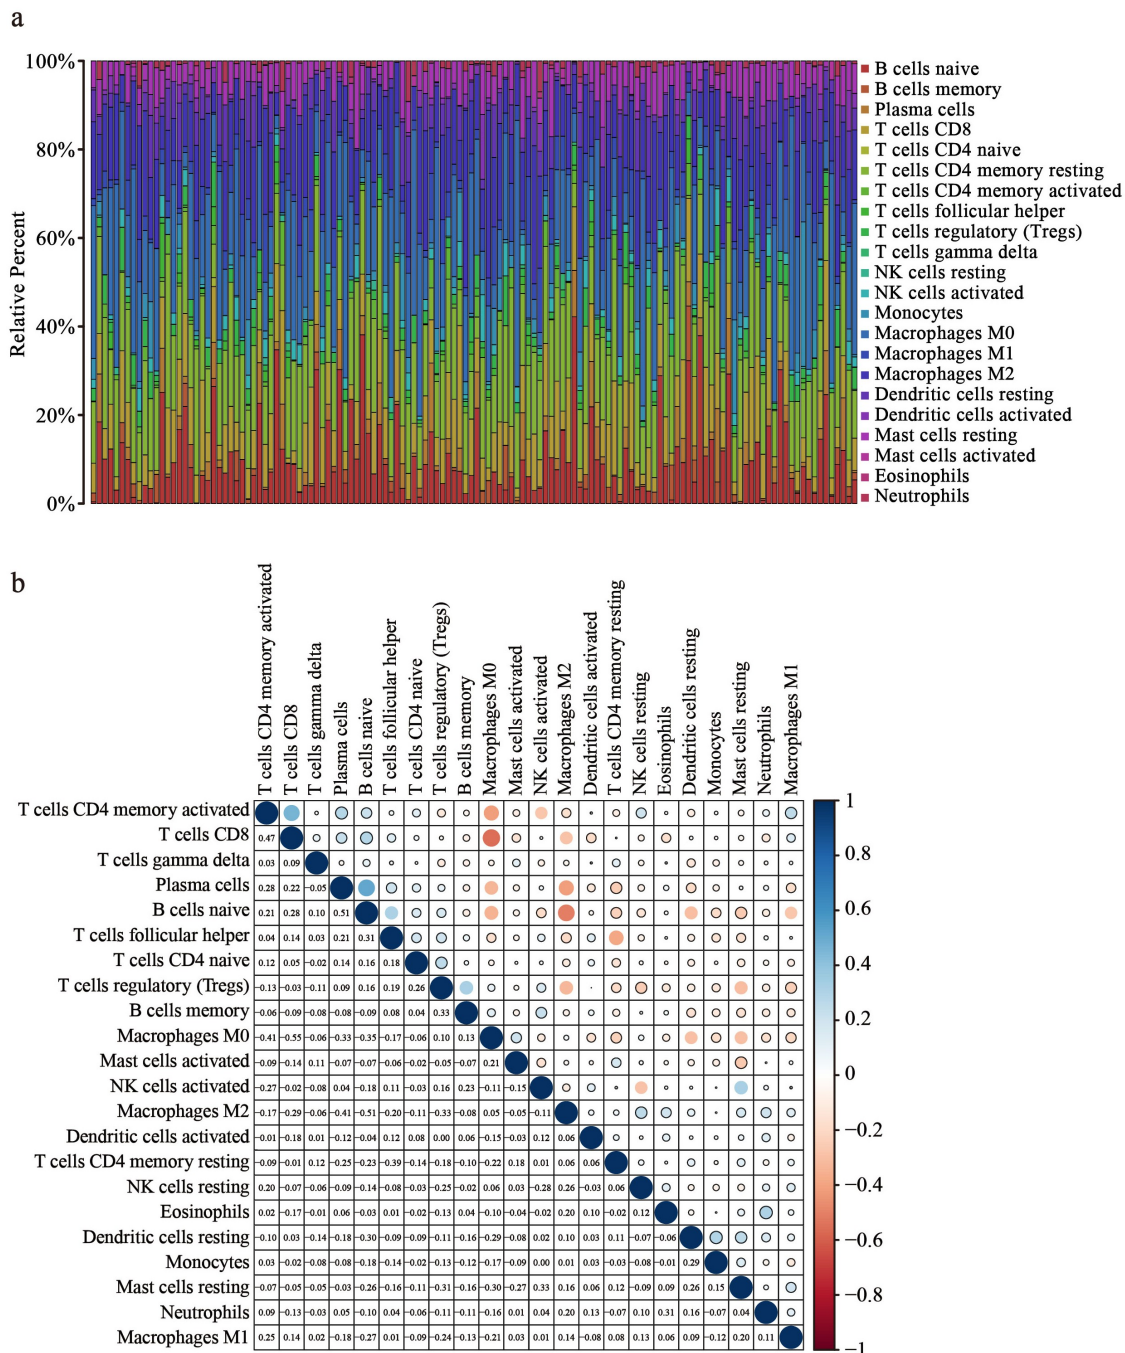 a
100%
80%
60%
40%
20%
0%
Relative Percent
B cells naive
B cells memory
Plasma cells
T cells CD8
T cells CD4 naive
T cells CD4 memory resting
T cells CD4 memory activated
T cells follicular helper
T cells regulatory (Tregs)
T cells gamma delta
NK cells resting
NK cells activated
Monocytes
Macrophages M0
Macrophages M1
Macrophages M2
Dendritic cells resting
Dendritic cells activated
Mast cells resting
Mast cells activated
Eosinophils
Neutrophils
b
T cells CD4 memory activated
T cells CD8
T cells gamma delta
Plasma cells
B cells naive
T cells follicular helper
T cells CD4 naive
T cells regulatory (Tregs)
B cells memory
Macrophages M0
Mast cells activated
NK cells activated
Macrophages M2
Dendritic cells activated
T cells CD4 memory resting
NK cells resting
Eosinophils
Dendritic cells resting
Monocytes
Mast cells resting
Neutrophils
Macrophages M1
T cells CD4 memory activated
T cells CD8 0.47
T cells gamma delta 0.03 0.09
Plasma cells 0.28 0.22 −0.05
B cells naive 0.21 0.28 0.10 0.51
T cells follicular helper 0.04 0.14 0.03 0.21 0.31
T cells CD4 naive 0.12 0.05 −0.02 0.14 0.16 0.18
T cells regulatory (Tregs) −0.13 −0.03 −0.11 0.09 0.16 0.19 0.26
B cells memory −0.06 −0.09 −0.08 −0.08 −0.09 0.08 0.04 0.33
Macrophages M0 −0.41 −0.55 −0.06 −0.33 −0.35 −0.17 −0.06 0.10 0.13
Mast cells activated −0.09 −0.14 0.11 −0.07 −0.07 −0.06 −0.02 −0.05 −0.07 0.21
NK cells activated −0.27 −0.02 −0.08 0.04 −0.18 0.11 −0.03 0.16 0.23 −0.11 −0.15
Macrophages M2 −0.17 −0.29 −0.06 −0.41 −0.51 −0.20 −0.11 −0.33 −0.08 0.05 −0.05 −0.11
Dendritic cells activated −0.01 −0.18 0.01 −0.12 −0.04 0.12 0.08 0.00 0.06 −0.15 −0.03 0.12 0.06
T cells CD4 memory resting −0.09 −0.01 0.12 −0.25 −0.23 −0.39 −0.14 −0.18 −0.10 −0.22 0.18 0.01 0.06 0.06
NK cells resting 0.20 −0.07 −0.06 −0.09 −0.14 −0.08 −0.03 −0.25 −0.02 0.06 0.03 −0.28 0.26 −0.03 0.06
Eosinophils 0.02 −0.17 −0.01 0.06 −0.03 0.01 −0.02 −0.13 0.04 −0.10 −0.04 −0.02 0.20 0.10 −0.02 0.12
Dendritic cells resting −0.10 0.03 −0.14 −0.18 −0.30 −0.09 −0.09 −0.11 −0.16 −0.29 −0.08 0.02 0.10 0.03 0.11 −0.07 −0.06
Monocytes 0.03 −0.02 −0.08 −0.08 −0.18 −0.14 −0.02 −0.13 −0.12 −0.17 −0.09 0.00 0.01 0.03 −0.03 −0.08 −0.01 0.29
Mast cells resting −0.07 −0.05 −0.05 −0.03 −0.26 −0.16 −0.11 −0.31 −0.16 −0.30 −0.27 0.33 0.16 0.06 0.12 −0.09 0.09 0.26 0.15
Neutrophils 0.09 −0.13 −0.03 0.05 −0.10 0.04 −0.06 −0.11 −0.11 −0.16 0.01 0.04 0.20 0.13 −0.07 0.10 0.31 0.16 −0.07 0.04
Macrophages M1 0.25 0.14 0.02 −0.18 −0.27 0.01 −0.09 −0.24 −0.13 −0.21 0.03 0.01 0.14 −0.08 0.08 0.13 0.06 0.09 −0.12 0.20 0.11
1
0.8
0.6
0.4
0.2
0
−0.2
−0.4
−0.6
−0.8
−1